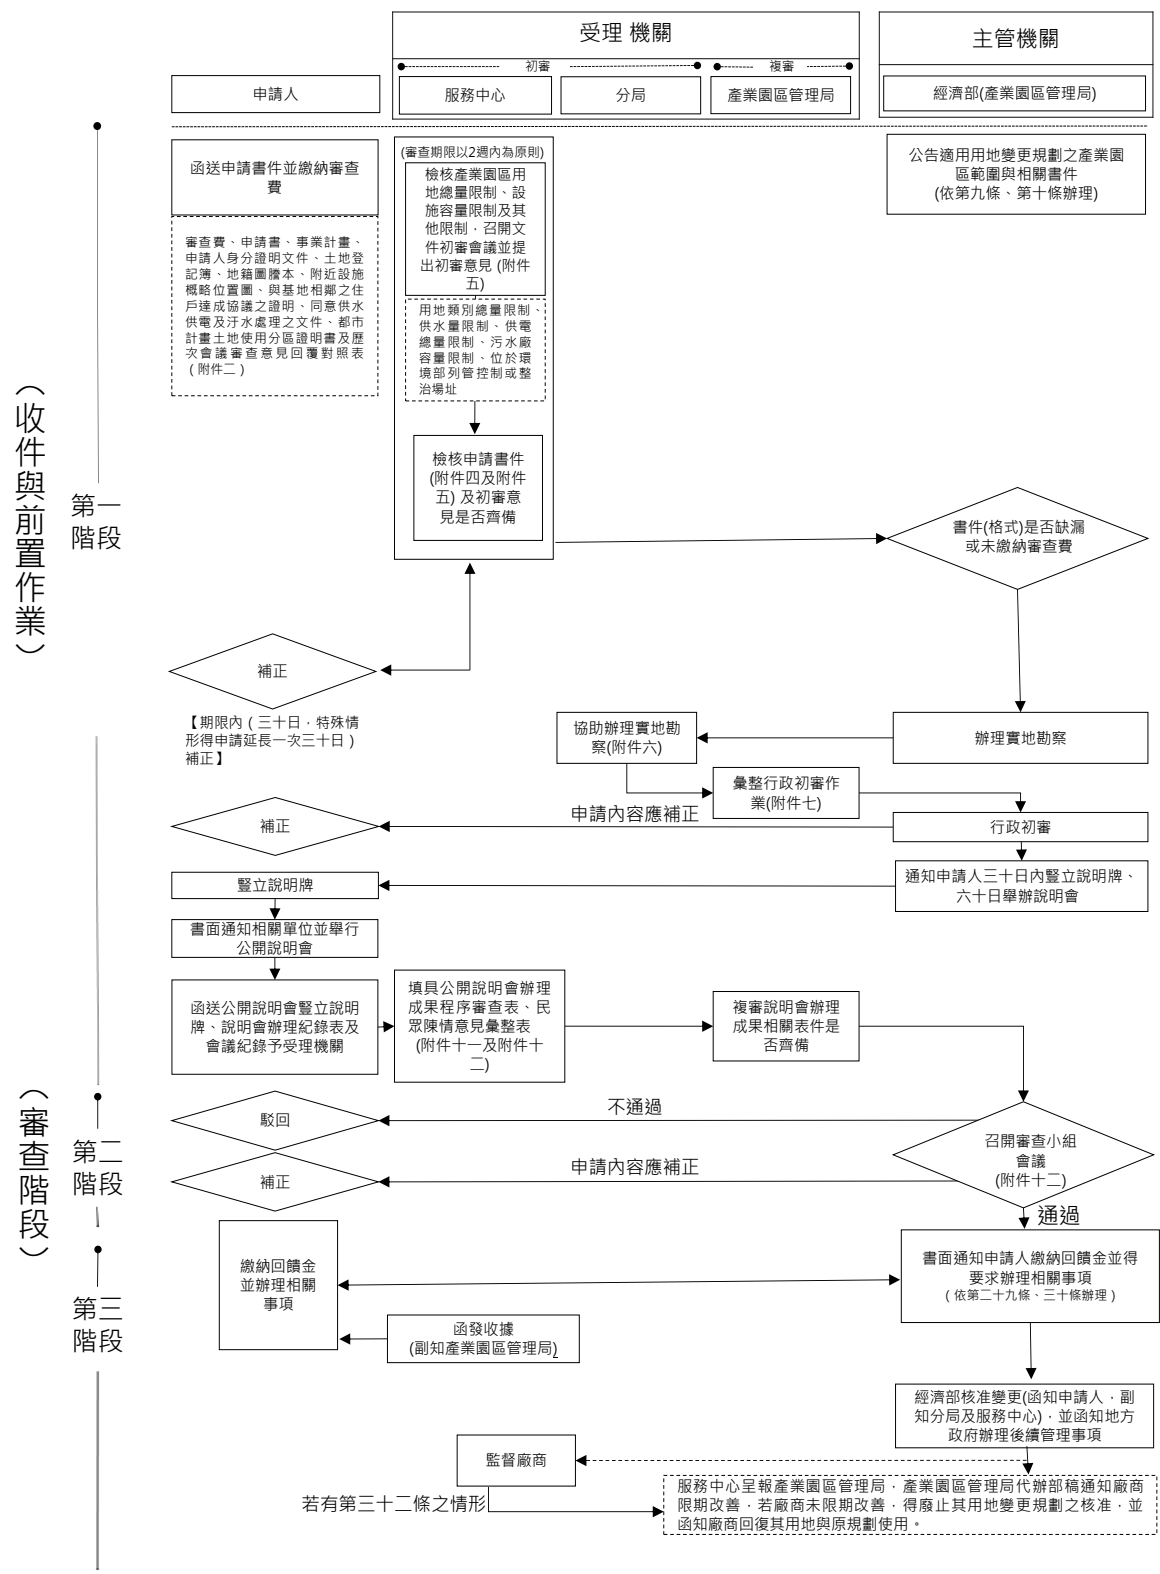 受理 機關
主管機關
初審
複審
申請人
服務中心
分局
產業園區管理局
經濟部(產業園區管理局)
(收件與前置作業)
第一
階段
函送申請書件並繳納審查
費
審查費、申請書、事業計畫、
申請人身分證明文件、土地登
記簿、地籍圖謄本、附近設施
概略位置圖、與基地相鄰之住
戶達成協議之證明、同意供水
供電及汙水處理之文件、都市
計畫土地使用分區證明書及歷
次會議審查意見回覆對照表
(附件二)
(審查期限以2週內為原則)
檢核產業園區用
地總量限制、設
施容量限制及其
他限制，召開文
件初審會議並提
出初審意見 (附件
五)
用地類別總量限制、
供水量限制、供電
總量限制、污水廠
容量限制、位於環
境部列管控制或整
治場址
檢核申請書件
(附件四及附件
五) 及初審意
見是否齊備
公告適用用地變更規劃之產業園
區範圍與相關書件
(依第九條、第十條辦理)
書件(格式)是否缺漏
或未繳納審查費
補正
【期限內(三十日，特殊情
形得申請延長一次三十日)
補正】
協助辦理實地勘
察(附件六)
辦理實地勘察
彙整行政初審作
業(附件七)
申請內容應補正
補正
行政初審
豎立說明牌
通知申請人三十日內豎立說明牌、
六十日舉辦說明會
書面通知相關單位並舉行
公開說明會
函送公開說明會豎立說明
牌、說明會辦理紀錄表及
會議紀錄予受理機關
填具公開說明會辦理
成果程序審查表、民
眾陳情意見彙整表
(附件十一及附件十
二)
複審說明會辦理
成果相關表件是
否齊備
(審查階段)
第二
階段
駁回
不通過
召開審查小組
會議
(附件十二)
補正
申請內容應補正
通過
第三
階段
繳納回饋金
並辦理相關
事項
書面通知申請人繳納回饋金並得
要求辦理相關事項
(依第二十九條、三十條辦理)
函發收據
(副知產業園區管理局)
經濟部核准變更(函知申請人，副
知分局及服務中心)，並函知地方
政府辦理後續管理事項
監督廠商
若有第三十二條之情形
服務中心呈報產業園區管理局，產業園區管理局代辦部稿通知廠商
限期改善，若廠商未限期改善，得廢止其用地變更規劃之核准，並
函知廠商回復其用地與原規劃使用。